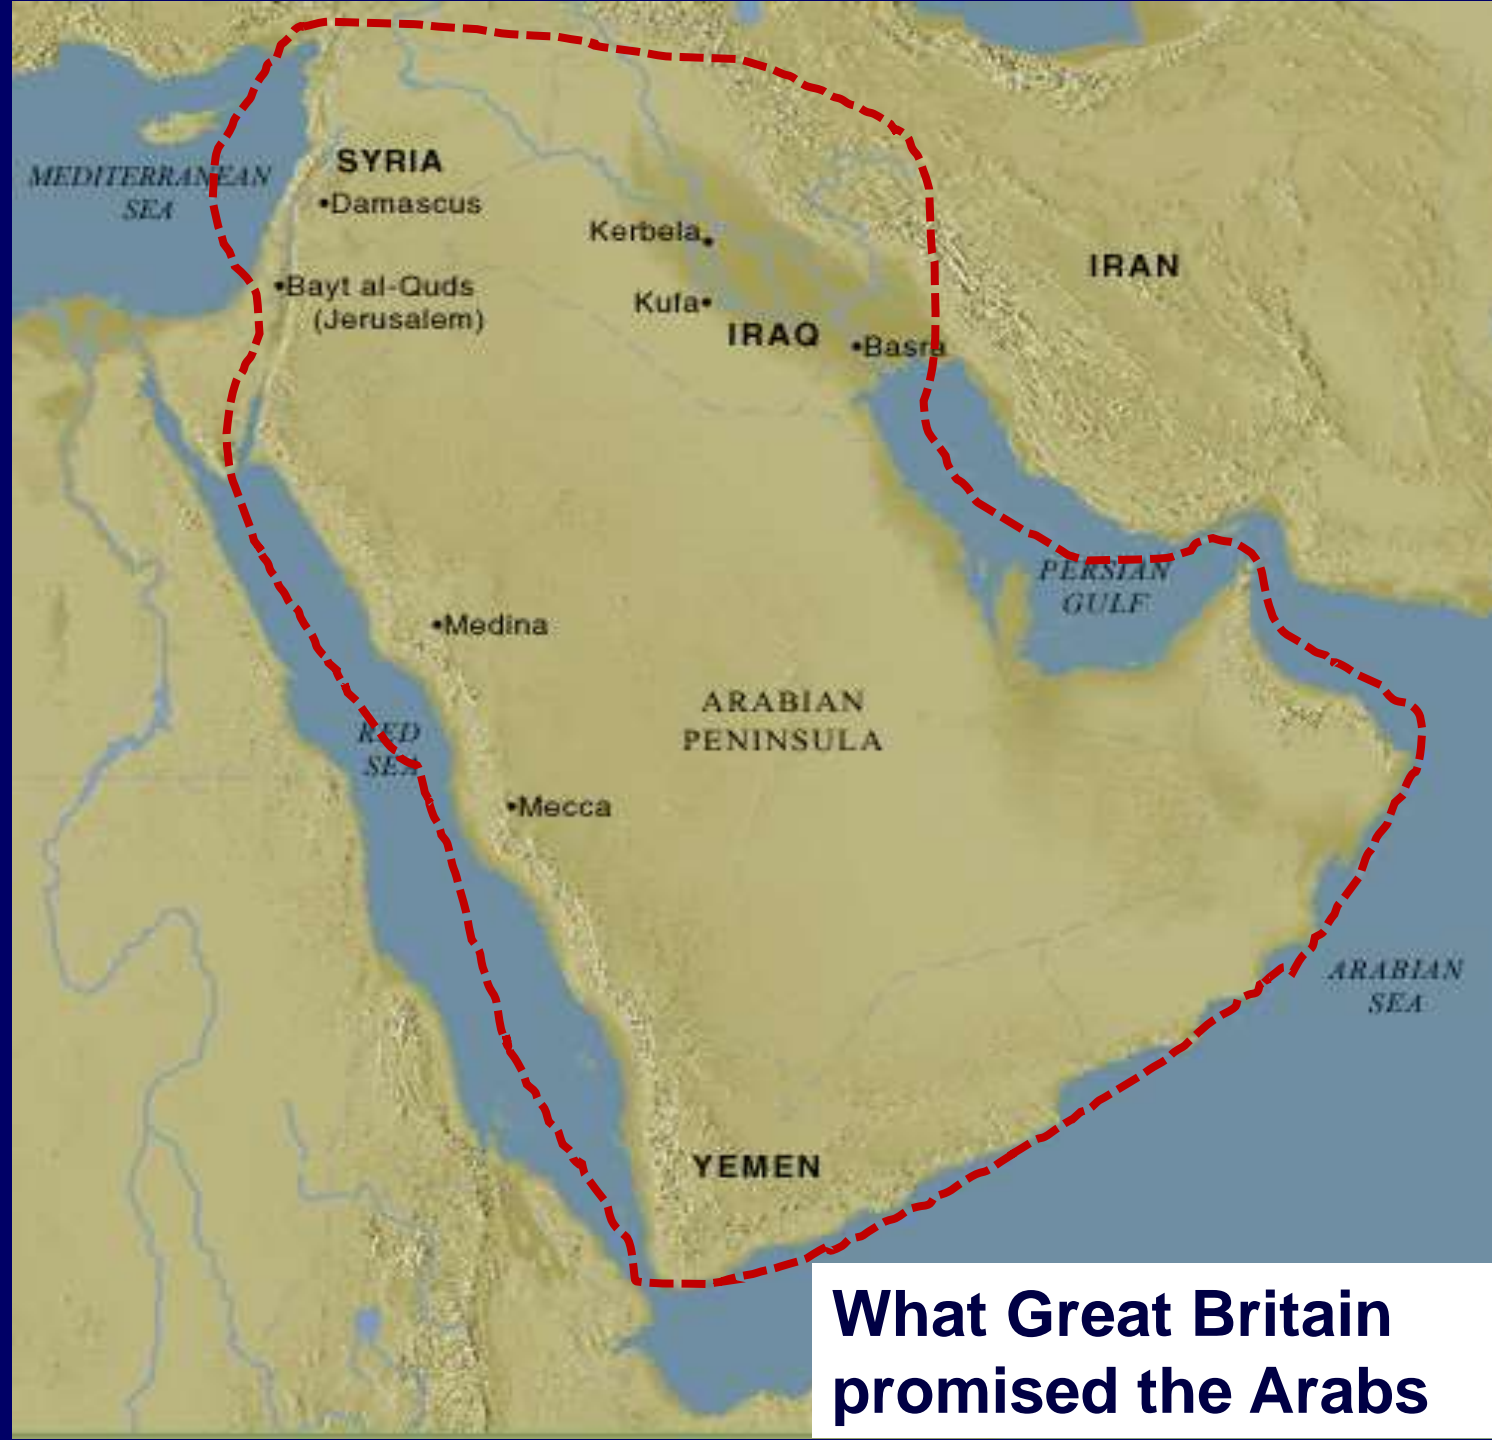 SYRIA
MEDITERRANEAN
SEA
•Damascus
Kerbela•
IRAN
•Bayt al-Quds
(Jerusalem)
Kufa•
IRAQ
•Basra
PERSIAN
GULF
•Medina
ARABIAN
PENINSULA
RED
SEA
•Mecca
ARABIAN
SEA
YEMEN
What Great Britain
promised the Arabs